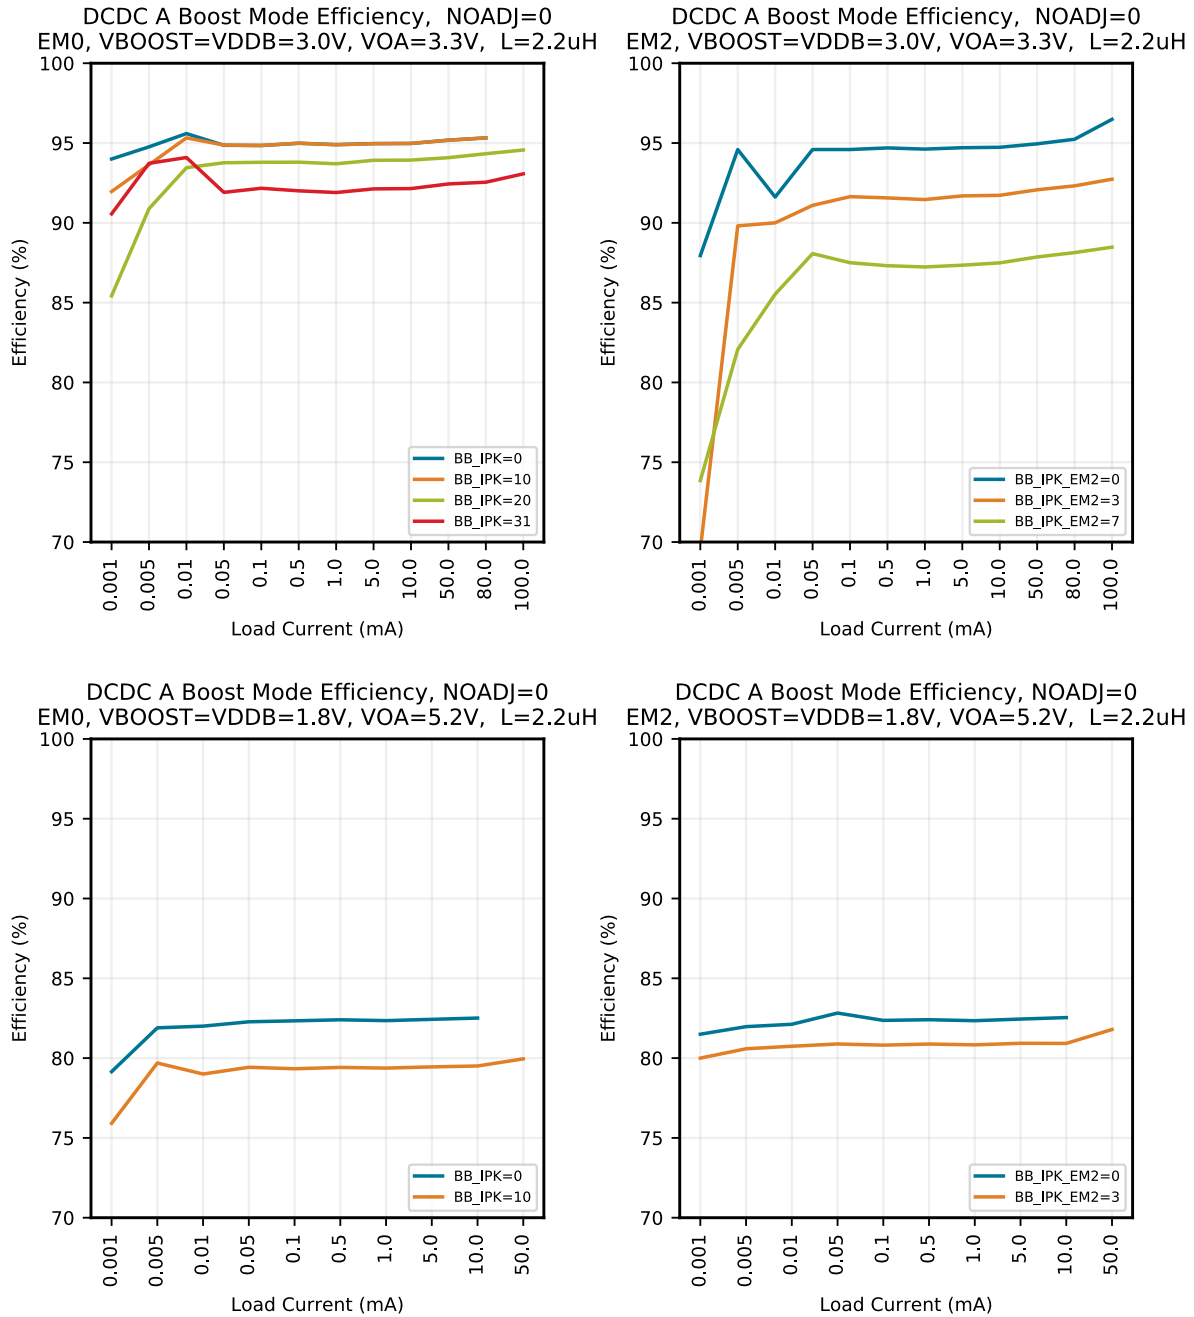 DCDC A Boost Mode Efficiency,  NOADJ=0
EM0, VBOOST=VDDB=3.0V, VOA=3.3V,  L=2.2uH
100
95
90
85
80
75
70
Efficiency (%)
BB_IPK=0
BB_IPK=10
BB_IPK=20
BB_IPK=31
0.001
0.005
0.01
0.05
0.1
0.5
1.0
5.0
10.0
50.0
80.0
100.0
Load Current (mA)
DCDC A Boost Mode Efficiency,  NOADJ=0
EM2, VBOOST=VDDB=3.0V, VOA=3.3V,  L=2.2uH
100
95
90
85
80
75
70
Efficiency (%)
BB_IPK_EM2=0
BB_IPK_EM2=3
BB_IPK_EM2=7
0.001
0.005
0.01
0.05
0.1
0.5
1.0
5.0
10.0
50.0
80.0
100.0
Load Current (mA)
DCDC A Boost Mode Efficiency, NOADJ=0
EM0, VBOOST=VDDB=1.8V, VOA=5.2V,  L=2.2uH
100
95
90
85
80
75
70
Efficiency (%)
BB_IPK=0
BB_IPK=10
0.001
0.005
0.01
0.05
0.1
0.5
1.0
5.0
10.0
50.0
Load Current (mA)
DCDC A Boost Mode Efficiency, NOADJ=0
EM2, VBOOST=VDDB=1.8V, VOA=5.2V,  L=2.2uH
100
95
90
85
80
75
70
Efficiency (%)
BB_IPK_EM2=0
BB_IPK_EM2=3
0.001
0.005
0.01
0.05
0.1
0.5
1.0
5.0
10.0
50.0
Load Current (mA)